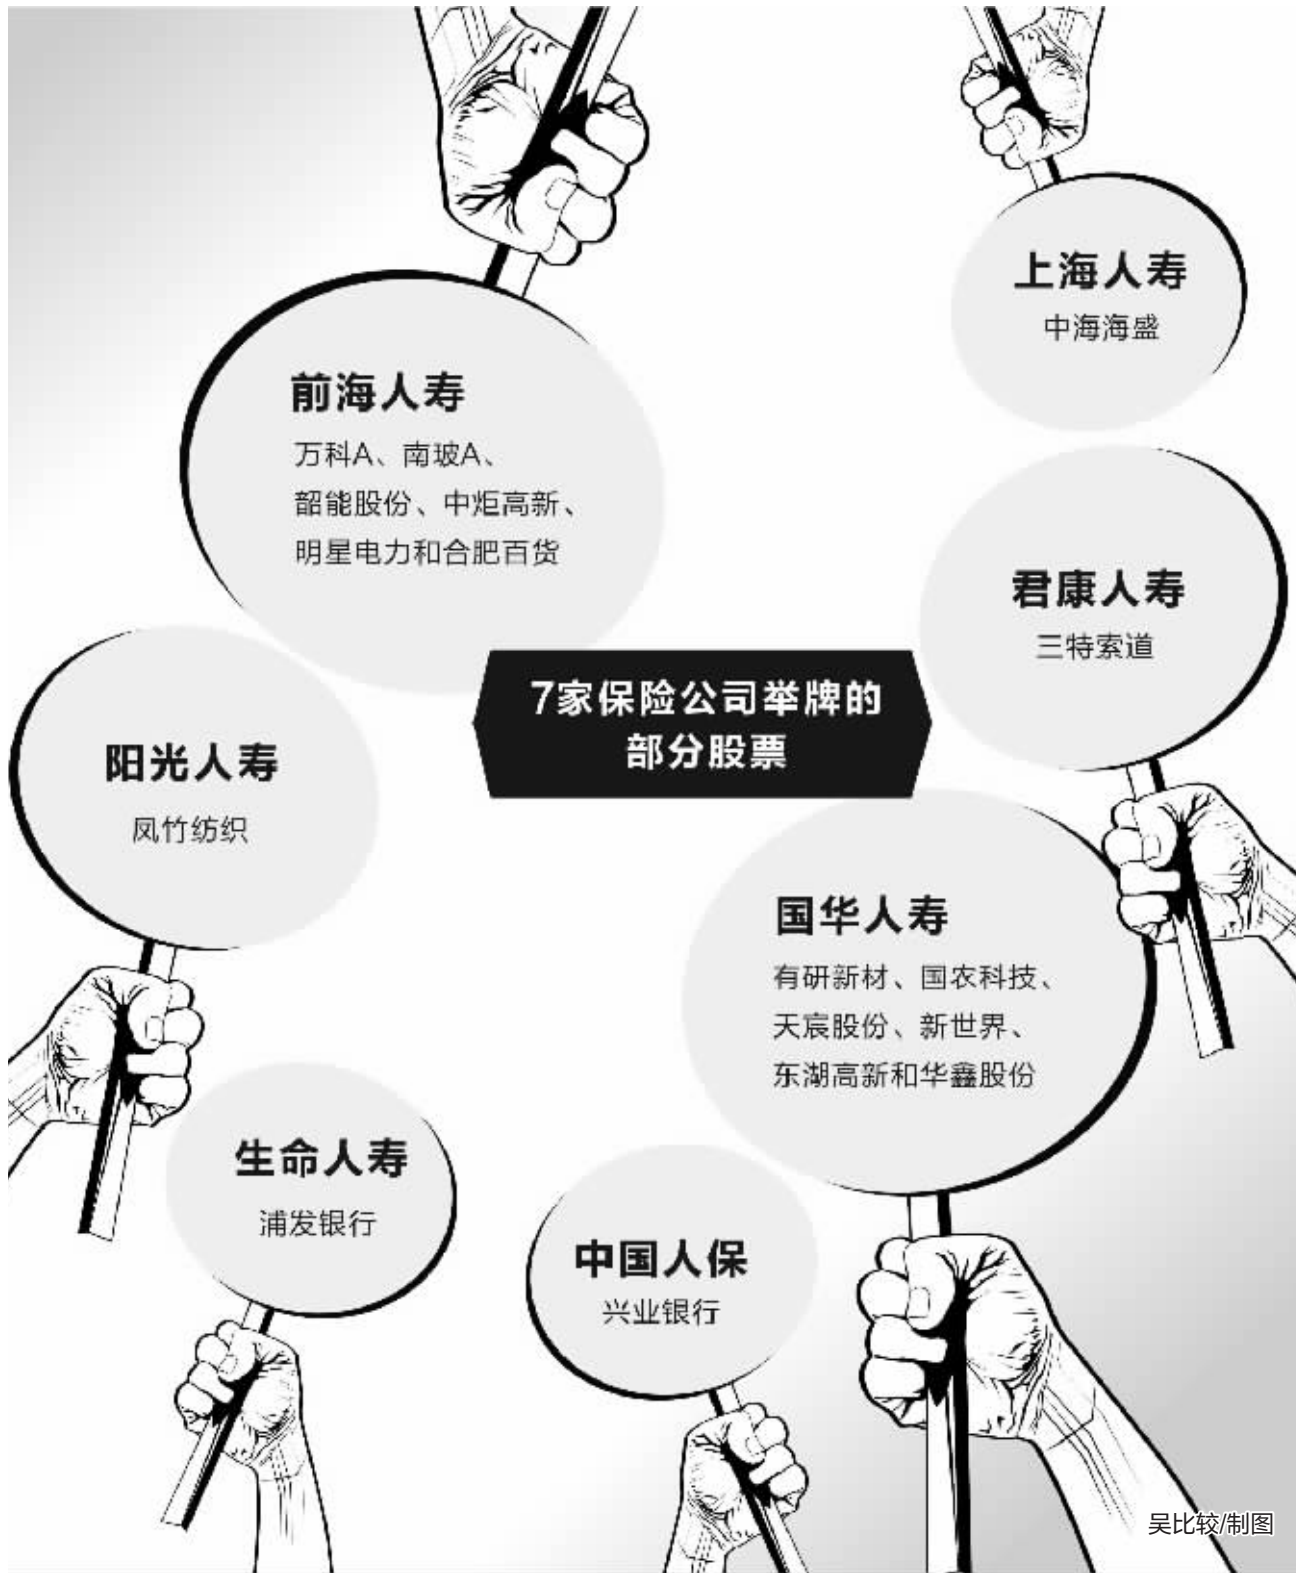 上海人寿
中海海盛
前海人寿
万科A、南玻A、
韶能股份、中炬高新、
明星电力和合肥百货
君康人寿
三特索道
7家保险公司举牌的
部分股票
阳光人寿
凤竹纺织
国华人寿
有研新材、国农科技、
天宸股份、新世界、
东湖高新和华鑫股份
生命人寿
浦发银行
中国人保
兴业银行
吴比较/制图